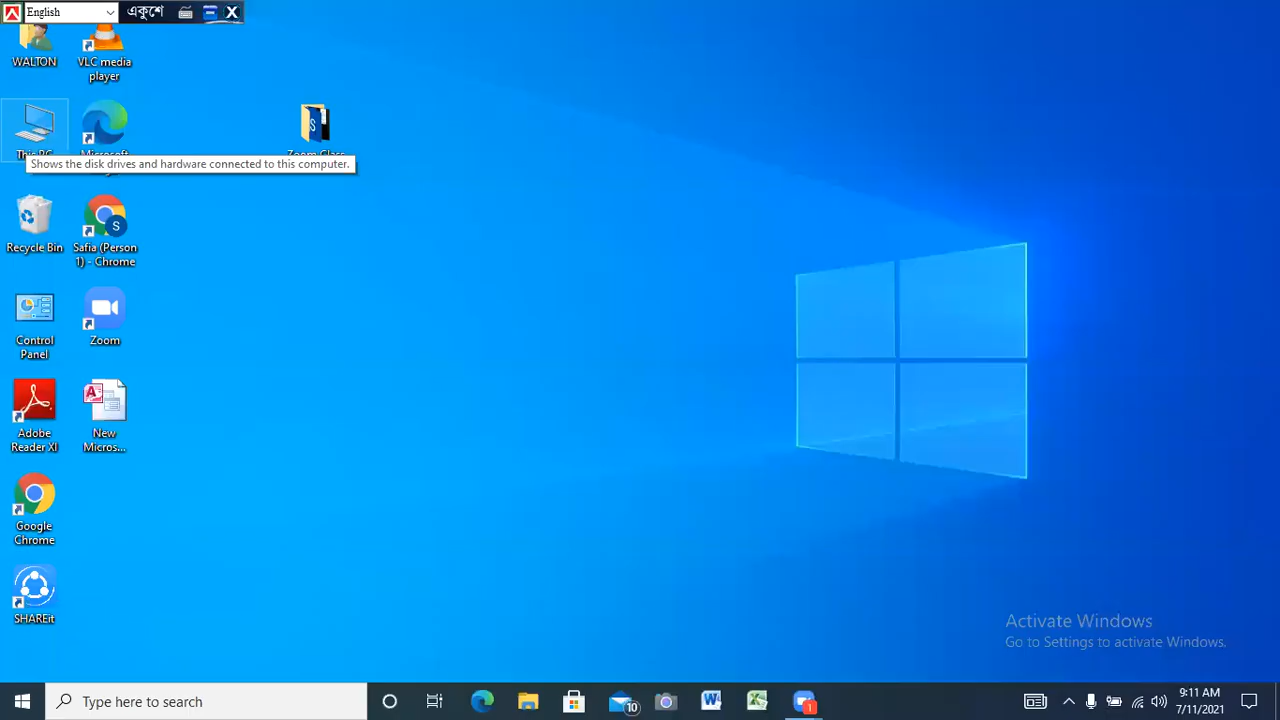 English
একুশে
WALTON
VLC media
player
Shows the disk drives and hardware connected to this computer.
Recycle Bin
Safia (Person
1) - Chrome
Control
Panel
Zoom
Adobe
Reader XI
New
Micros...
Google
Chrome
SHAREit
Activate Windows
Go to Settings to activate Windows.
Type here to search
10
1
9:11 AM
7/11/2021